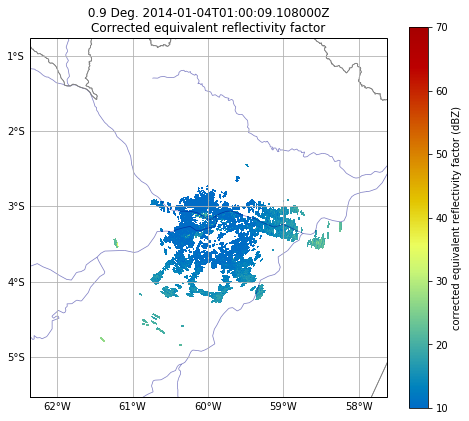 0.9 Deg. 2014-01-04T01:00:09.108000Z
Corrected equivalent reflectivity factor
1°S
2°S
3°S
4°S
5°S
62°W 61°W 60°W 59°W 58°W
70
60
50
40
30
20
10
corrected equivalent reflectivity factor (dBZ)